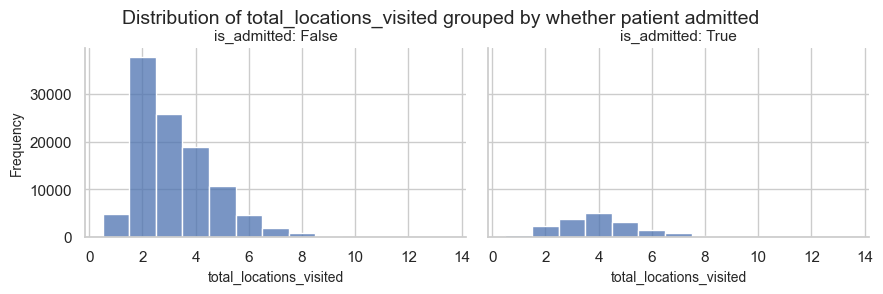 Distribution of total_locations_visited grouped by whether patient admitted
is_admitted: False
is_admitted: True
Frequency
30000
20000
10000
0
0 2 4 6 8 10 12 14
0 2 4 6 8 10 12 14
total_locations_visited
total_locations_visited